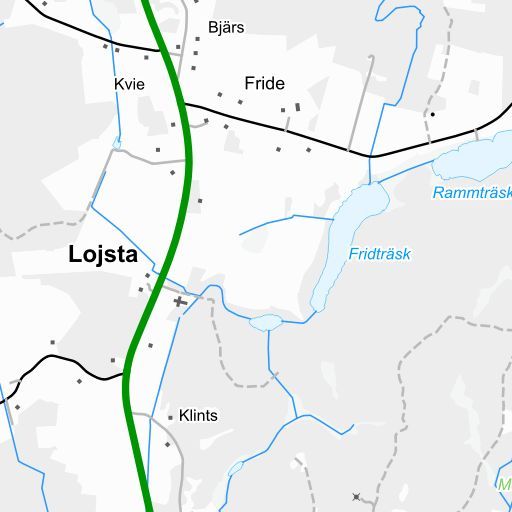 Bjärs
Kvie
Fride
Rammträsk
Lojsta
Fridträsk
Klints
M